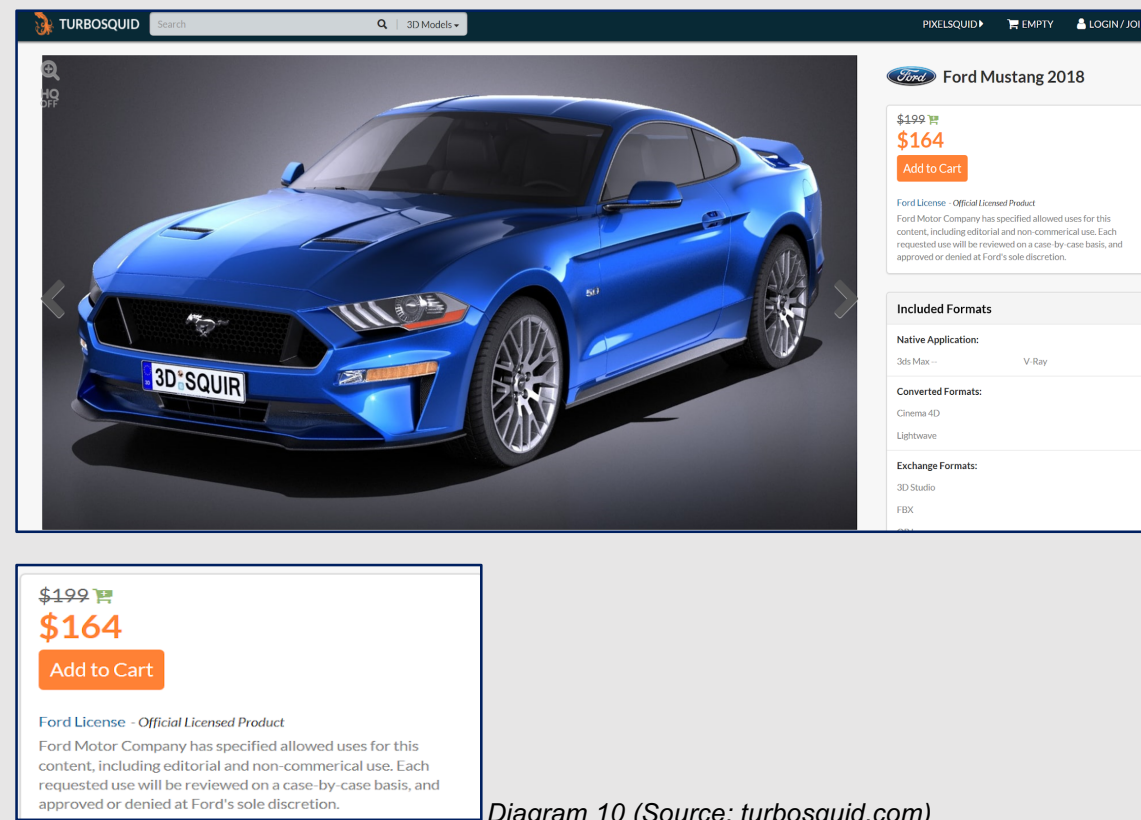 TURBOSQUID Search 3D Models PIXELSQUID EMPTY LOGIN / JOI
HQ
OFF
Ford Ford Mustang 2018
$199
$164
Add to Cart
Ford License - Official Licensed Product
Ford Motor Company has specified allowed uses for this
content, including editorial and non-commerical use. Each
requested use will be reviewed on a case-by-case basis, and
approved or denied at Ford's sole discretion.
5.0
3D SQUIR
Included Formats
Native Application:
3ds Max -- V-Ray
Converted Formats:
Cinema 4D
Lightwave
Exchange Formats:
3D Studio
FBX
$199
$164
Add to Cart
Ford License - Official Licensed Product
Ford Motor Company has specified allowed uses for this
content, including editorial and non-commerical use. Each
requested use will be reviewed on a case-by-case basis, and
approved or denied at Ford's sole discretion.
Diagram 10 (Source: turbosquid.com)